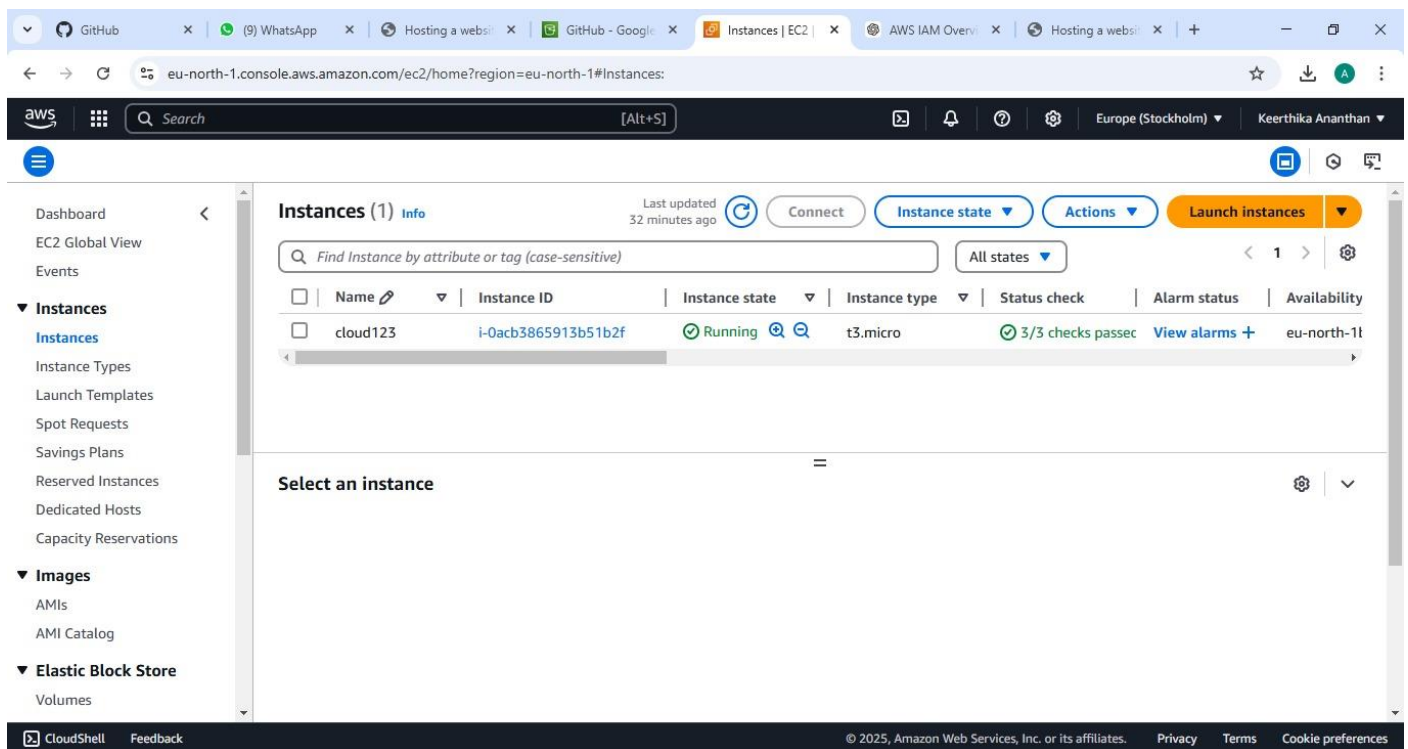 GitHub
(9) WhatsApp
Hosting a websi
GitHub - Google
Instances | EC2 |
AWS IAM Overvi
Hosting a websi
eu-north-1.console.aws.amazon.com/ec2/home?region=eu-north-1#Instances:
A
aws
Search
[Alt+S]
Europe (Stockholm)
Keerthika Ananthan
Dashboard
EC2 Global View
Events
Instances
Instances
Instance Types
Launch Templates
Spot Requests
Savings Plans
Reserved Instances
Dedicated Hosts
Capacity Reservations
Images
AMIs
AMI Catalog
Elastic Block Store
Volumes
Instances (1) Info
Last updated
32 minutes ago
Connect
Instance state
Actions
Launch instances
Find Instance by attribute or tag (case-sensitive)
All states
1
Name Instance ID Instance state Instance type Status check Alarm status Availability
cloud123 i-0acb3865913b51b2f Running t3.micro 3/3 checks passec View alarms + eu-north-1b
Select an instance
CloudShell Feedback © 2025, Amazon Web Services, Inc. or its affiliates. Privacy Terms Cookie preferences